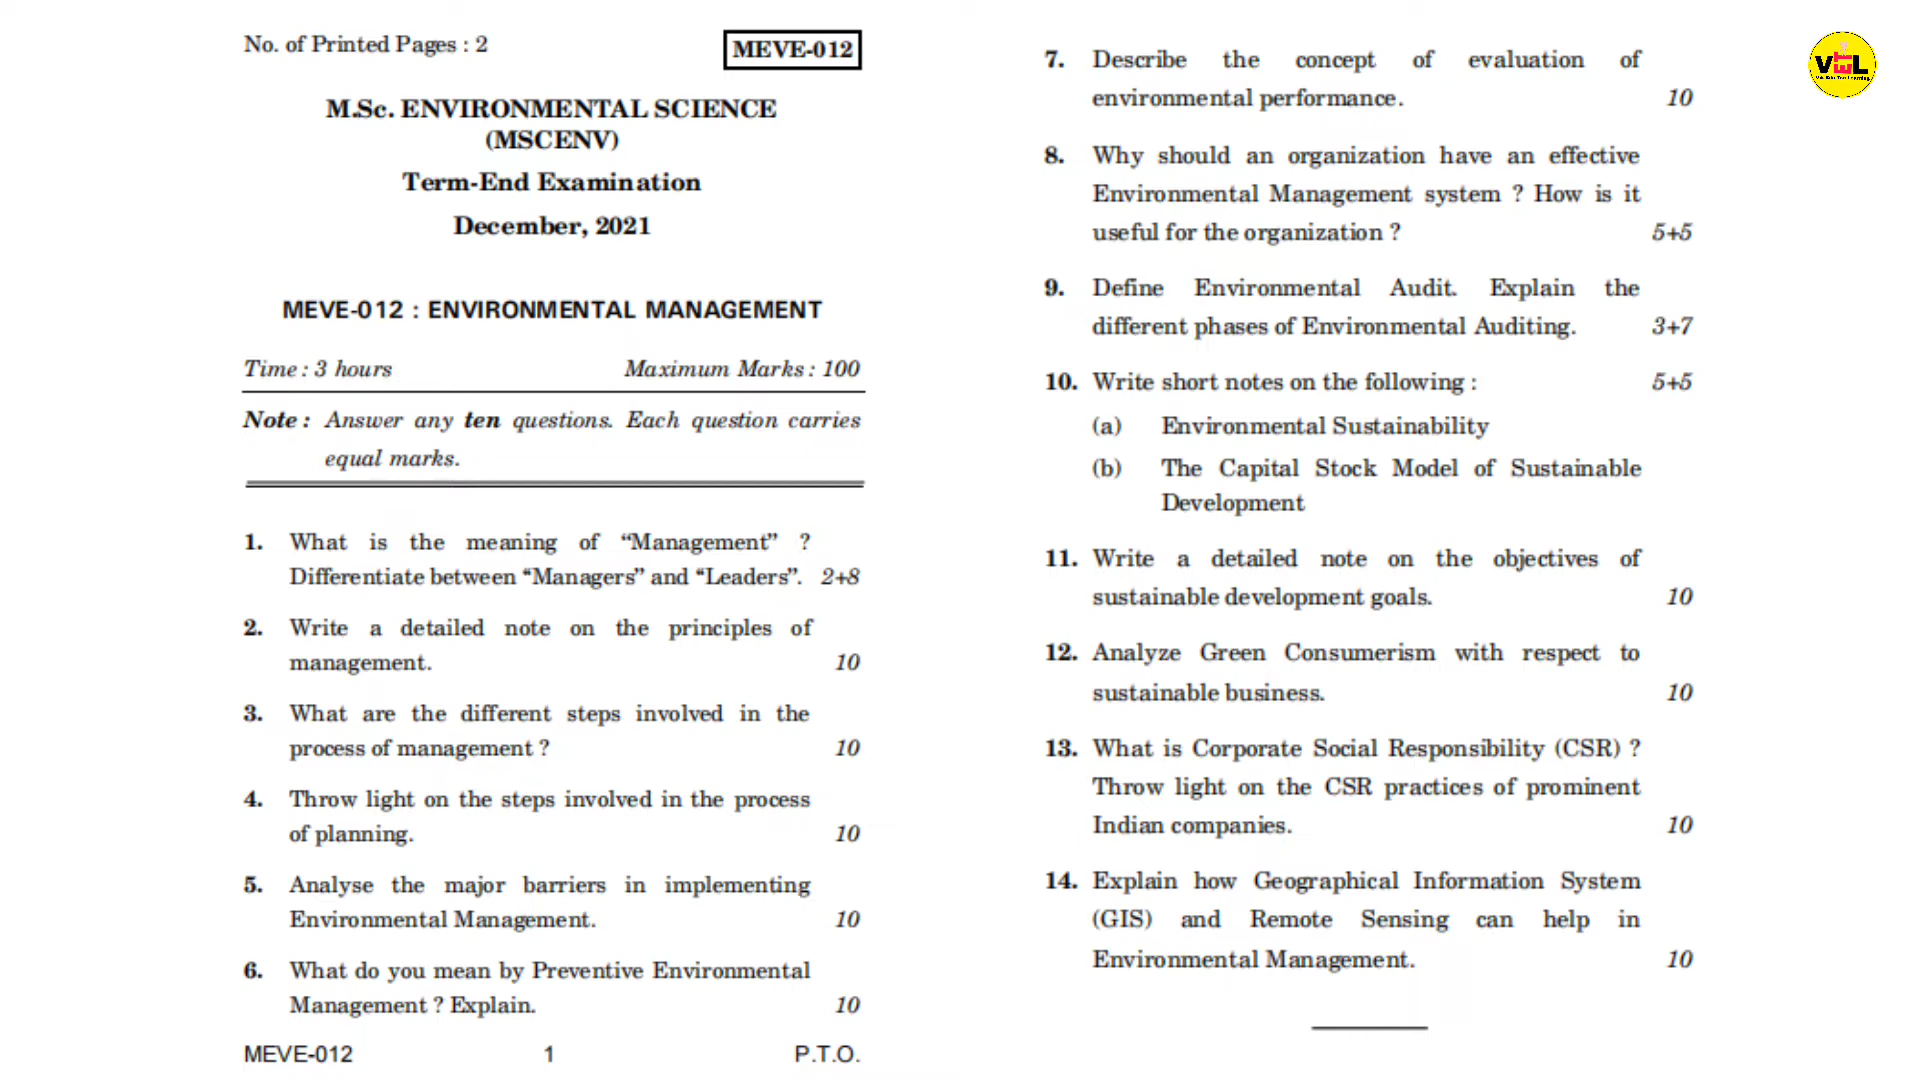 No. of Printed Pages : 2
MEVE-012
M.Sc. ENVIRONMENTAL SCIENCE
(MSCENV)
Term-End Examination
December, 2021
MEVE-012 : ENVIRONMENTAL MANAGEMENT
Time : 3 hours Maximum Marks : 100
Note : Answer any ten questions. Each question carries
equal marks.
1. What is the meaning of “Management” ?
Differentiate between “Managers” and “Leaders”. 2+8
2. Write a detailed note on the principles of
management. 10
3. What are the different steps involved in the
process of management ? 10
4. Throw light on the steps involved in the process
of planning. 10
5. Analyse the major barriers in implementing
Environmental Management. 10
6. What do you mean by Preventive Environmental
Management ? Explain. 10
MEVE-012 1 P.T.O.
7. Describe the concept of evaluation of
environmental performance. 10
8. Why should an organization have an effective
Environmental Management system ? How is it
useful for the organization ? 5+5
9. Define Environmental Audit. Explain the
different phases of Environmental Auditing. 3+7
10. Write short notes on the following : 5+5
(a) Environmental Sustainability
(b) The Capital Stock Model of Sustainable
Development
11. Write a detailed note on the objectives of
sustainable development goals. 10
12. Analyze Green Consumerism with respect to
sustainable business. 10
13. What is Corporate Social Responsibility (CSR) ?
Throw light on the CSR practices of prominent
Indian companies. 10
14. Explain how Geographical Information System
(GIS) and Remote Sensing can help in
Environmental Management. 10